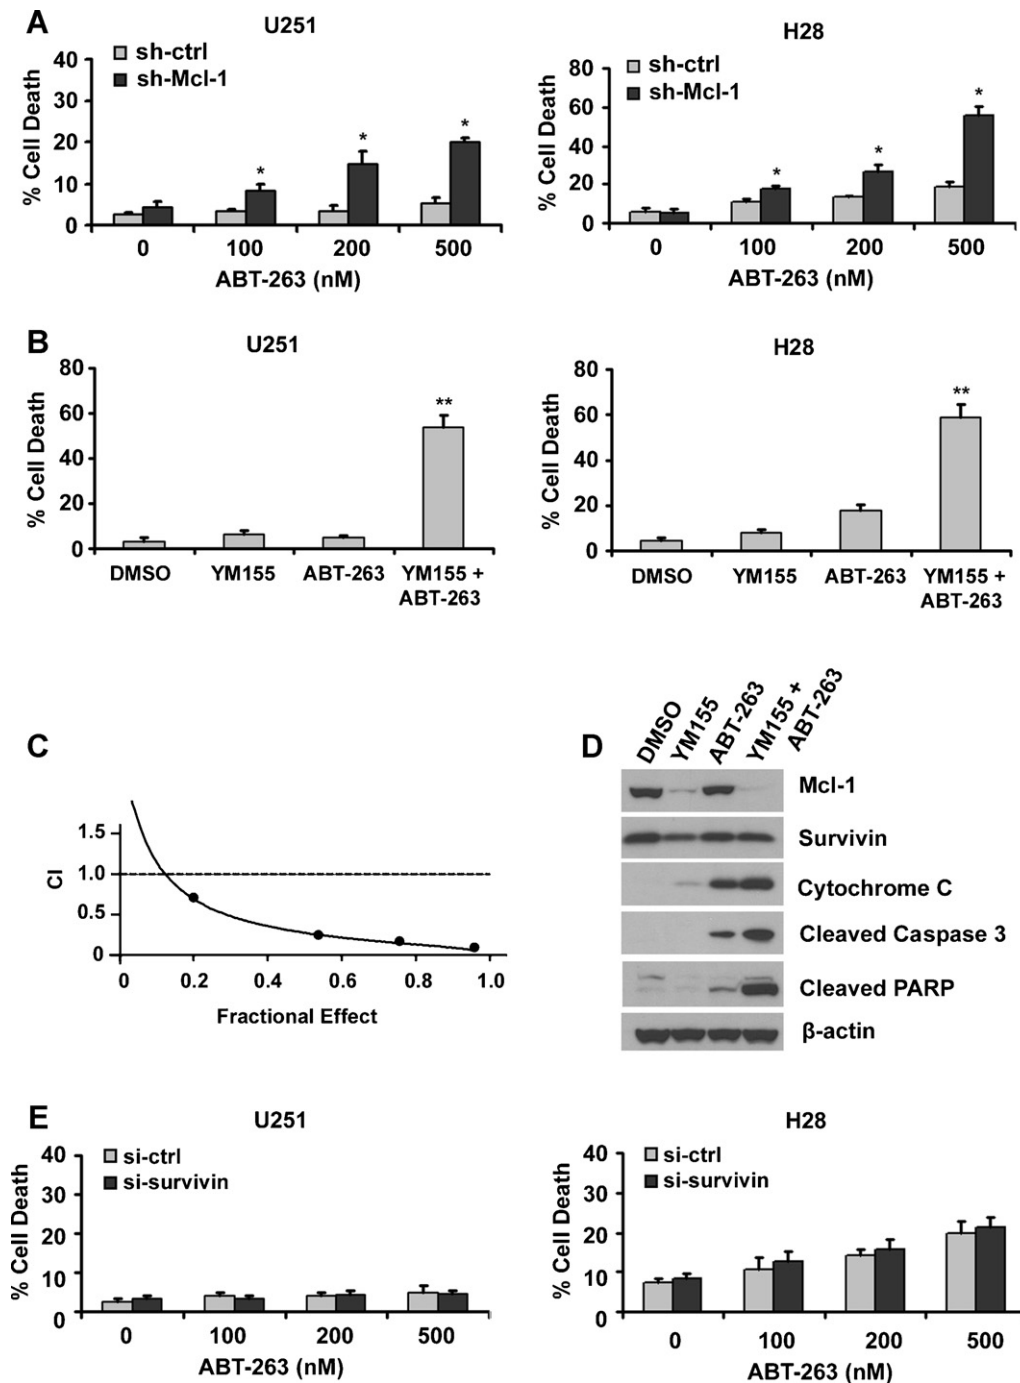 A
U251
sh-ctrl
sh-Mcl-1
% Cell Death
40
30
20
10
0
*
*
*
0 100 200 500
ABT-263 (nM)
H28
sh-ctrl
sh-Mcl-1
% Cell Death
80
60
40
20
0
*
*
*
0 100 200 500
ABT-263 (nM)
B
U251
% Cell Death
80
60
40
20
0
**
DMSO YM155 ABT-263 YM155 +
ABT-263
H28
% Cell Death
80
60
40
20
0
**
DMSO YM155 ABT-263 YM155 +
ABT-263
C
CI
1.5
1.0
0.5
0
0 0.2 0.4 0.6 0.8 1.0
Fractional Effect
D
DMSO
YM155
ABT-263
YM155 +
ABT-263
Mcl-1
Survivin
Cytochrome C
Cleaved Caspase 3
Cleaved PARP
β-actin
E
U251
si-ctrl
si-survivin
% Cell Death
40
30
20
10
0
0 100 200 500
ABT-263 (nM)
H28
si-ctrl
si-survivin
% Cell Death
40
30
20
10
0
0 100 200 500
ABT-263 (nM)